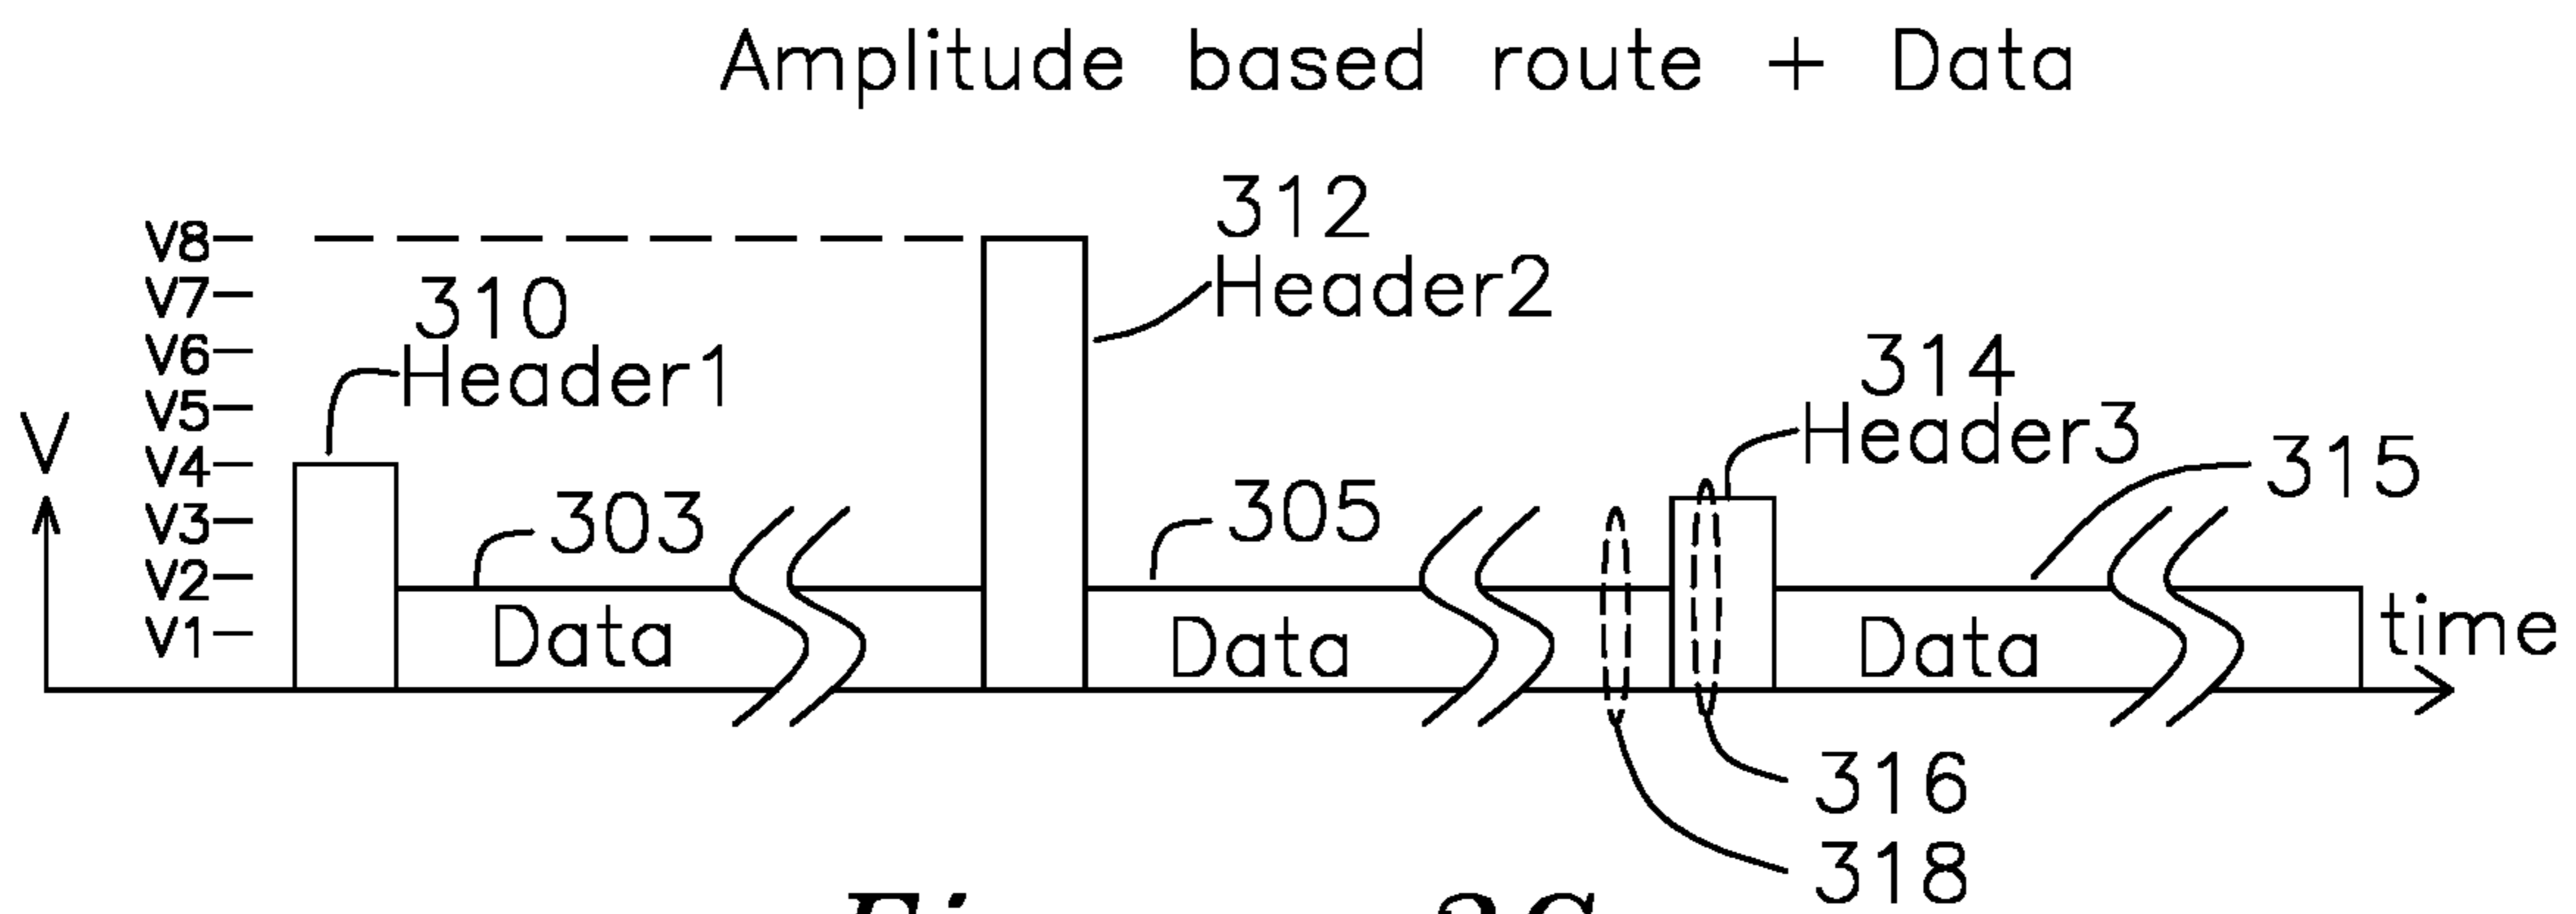 Amplitude based route + Data
V8
V7
V6
V5
V4
V3
V2
V1
V
310
Header1
303
Data
312
Header2
305
Data
314
Header3
315
Data
time
316
318